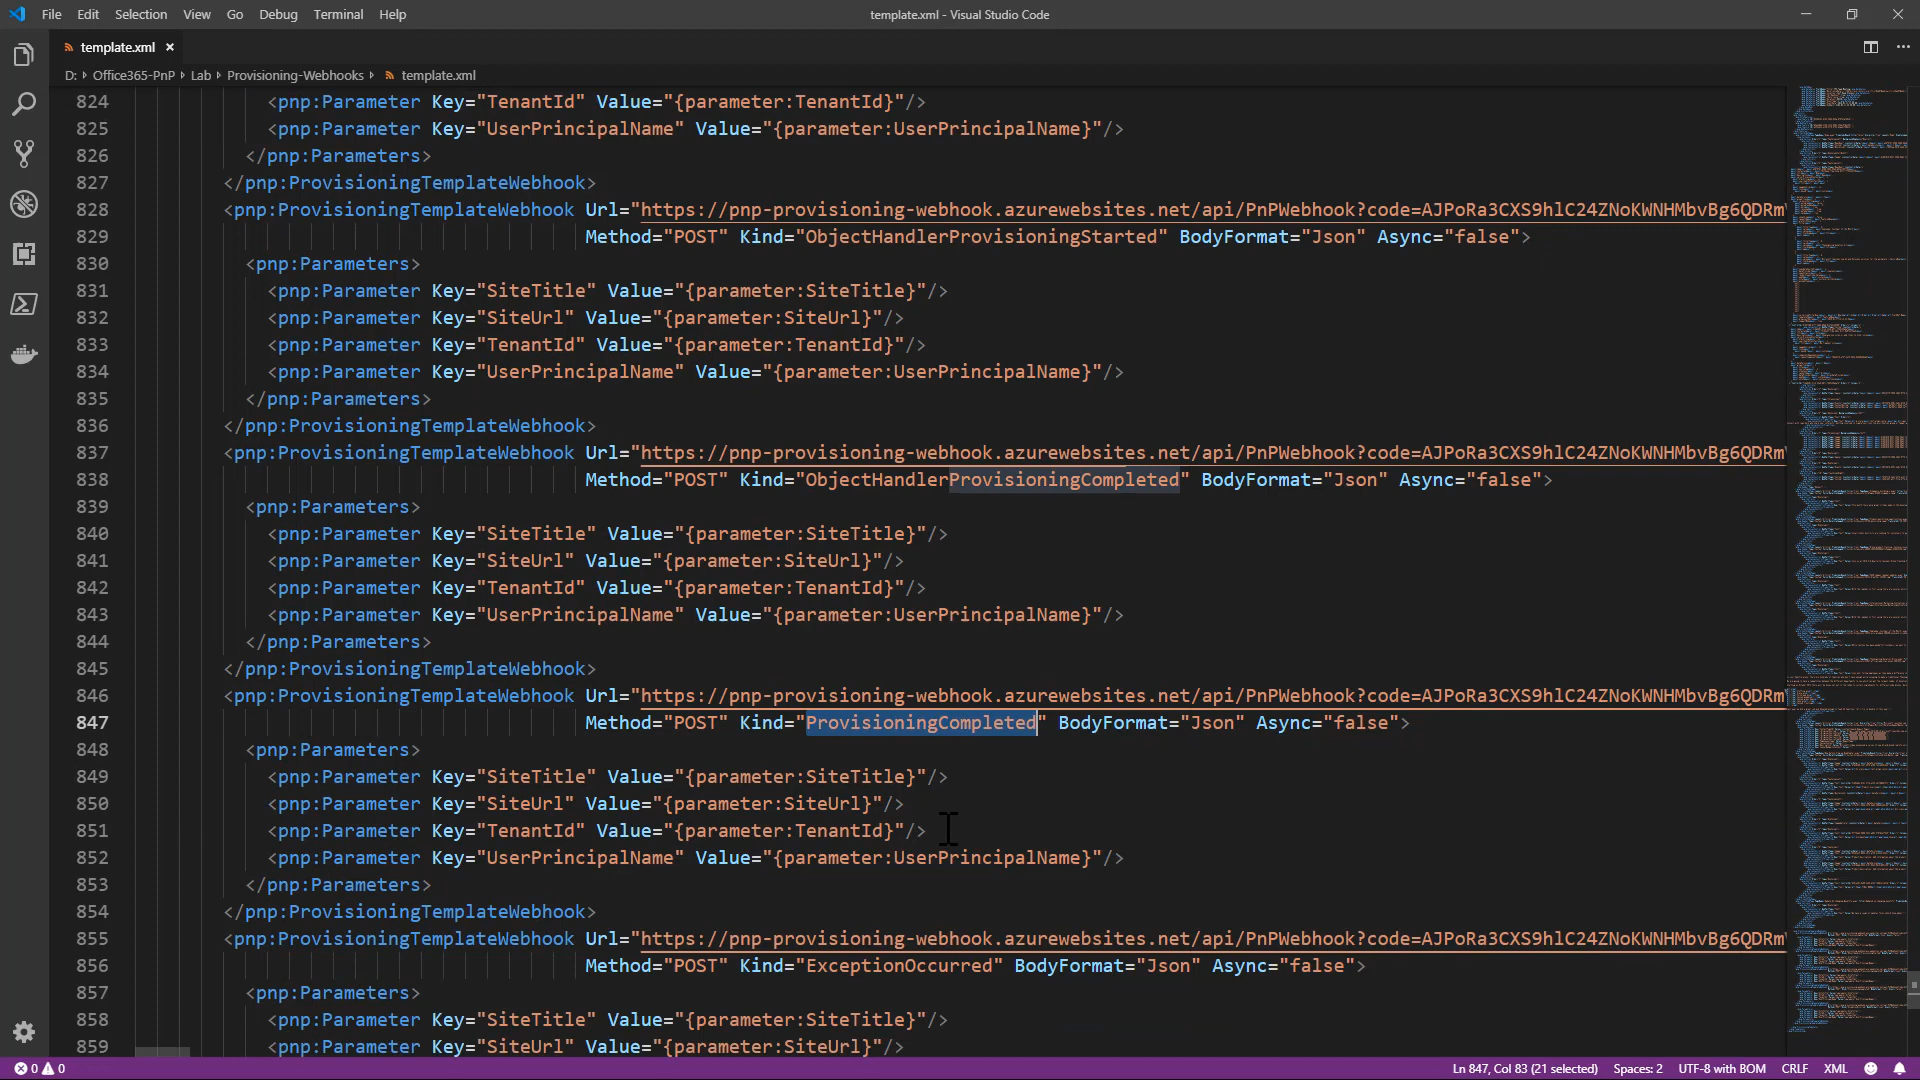 File Edit Selection View Go Debug Terminal Help
template.xml - Visual Studio Code
template.xml
D: Office365-PnP Lab Provisioning-Webhooks template.xml
824 <pnp:Parameter Key="TenantId" Value="{parameter:TenantId}"/>
825 <pnp:Parameter Key="UserPrincipalName" Value="{parameter:UserPrincipalName}"/>
826 </pnp:Parameters>
827 </pnp:ProvisioningTemplateWebhook>
828 <pnp:ProvisioningTemplateWebhook Url="https://pnp-provisioning-webhook.azurewebsites.net/api/PnPWebhook?code=AJPoRa3CXS9hlC24ZNoKWNHMbvBg6QDRm
829 Method="POST" Kind="ObjectHandlerProvisioningStarted" BodyFormat="Json" Async="false">
830 <pnp:Parameters>
831 <pnp:Parameter Key="SiteTitle" Value="{parameter:SiteTitle}"/>
832 <pnp:Parameter Key="SiteUrl" Value="{parameter:SiteUrl}"/>
833 <pnp:Parameter Key="TenantId" Value="{parameter:TenantId}"/>
834 <pnp:Parameter Key="UserPrincipalName" Value="{parameter:UserPrincipalName}"/>
835 </pnp:Parameters>
836 </pnp:ProvisioningTemplateWebhook>
837 <pnp:ProvisioningTemplateWebhook Url="https://pnp-provisioning-webhook.azurewebsites.net/api/PnPWebhook?code=AJPoRa3CXS9hlC24ZNoKWNHMbvBg6QDRm
838 Method="POST" Kind="ObjectHandlerProvisioningCompleted" BodyFormat="Json" Async="false">
839 <pnp:Parameters>
840 <pnp:Parameter Key="SiteTitle" Value="{parameter:SiteTitle}"/>
841 <pnp:Parameter Key="SiteUrl" Value="{parameter:SiteUrl}"/>
842 <pnp:Parameter Key="TenantId" Value="{parameter:TenantId}"/>
843 <pnp:Parameter Key="UserPrincipalName" Value="{parameter:UserPrincipalName}"/>
844 </pnp:Parameters>
845 </pnp:ProvisioningTemplateWebhook>
846 <pnp:ProvisioningTemplateWebhook Url="https://pnp-provisioning-webhook.azurewebsites.net/api/PnPWebhook?code=AJPoRa3CXS9hlC24ZNoKWNHMbvBg6QDRm
847 Method="POST" Kind="ProvisioningCompleted" BodyFormat="Json" Async="false">
848 <pnp:Parameters>
849 <pnp:Parameter Key="SiteTitle" Value="{parameter:SiteTitle}"/>
850 <pnp:Parameter Key="SiteUrl" Value="{parameter:SiteUrl}"/>
851 <pnp:Parameter Key="TenantId" Value="{parameter:TenantId}"/>
852 <pnp:Parameter Key="UserPrincipalName" Value="{parameter:UserPrincipalName}"/>
853 </pnp:Parameters>
854 </pnp:ProvisioningTemplateWebhook>
855 <pnp:ProvisioningTemplateWebhook Url="https://pnp-provisioning-webhook.azurewebsites.net/api/PnPWebhook?code=AJPoRa3CXS9hlC24ZNoKWNHMbvBg6QDRm
856 Method="POST" Kind="ExceptionOccurred" BodyFormat="Json" Async="false">
857 <pnp:Parameters>
858 <pnp:Parameter Key="SiteTitle" Value="{parameter:SiteTitle}"/>
859 <pnp:Parameter Key="SiteUrl" Value="{parameter:SiteUrl}"/>
0 0 Ln 847, Col 83 (21 selected) Spaces: 2 UTF-8 with BOM CRLF XML